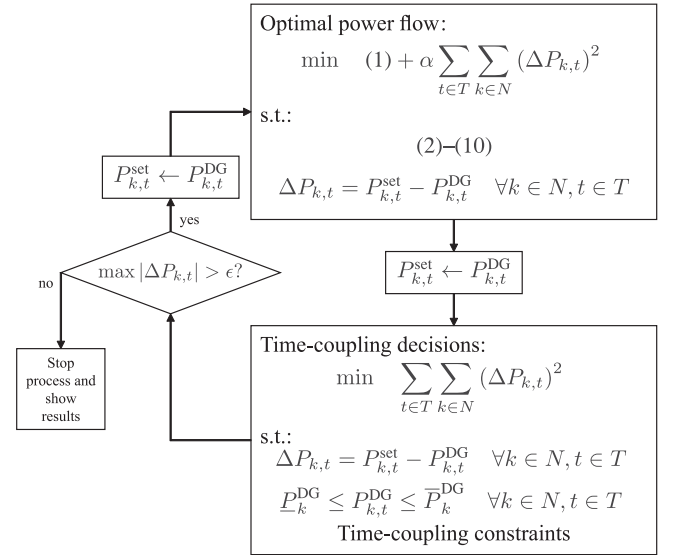 Optimal power flow:
min (1) + α ∑_{t∈T} ∑_{k∈N} (ΔP_{k,t})^2
s.t.:
(2)–(10)
ΔP_{k,t} = P^{set}_{k,t} − P^{DG}_{k,t} ∀k ∈ N, t ∈ T
P^{set}_{k,t} ← P^{DG}_{k,t}
yes
max |ΔP_{k,t}| > ϵ?
no
Stop
process and
show
results
P^{set}_{k,t} ← P^{DG}_{k,t}
Time-coupling decisions:
min ∑_{t∈T} ∑_{k∈N} (ΔP_{k,t})^2
s.t.:
ΔP_{k,t} = P^{set}_{k,t} − P^{DG}_{k,t} ∀k ∈ N, t ∈ T
\underline{P}^{DG}_{k} ≤ P^{DG}_{k,t} ≤ \overline{P}^{DG}_{k} ∀k ∈ N, t ∈ T
Time-coupling constraints